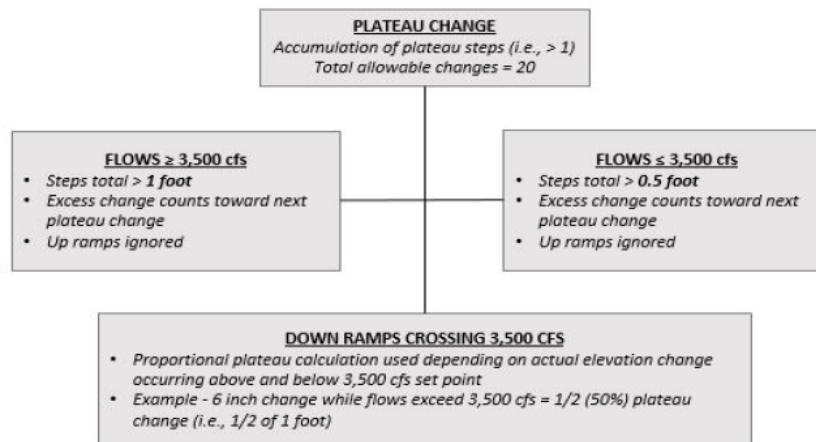 PLATEAU CHANGE
Accumulation of plateau steps (i.e., > 1)
Total allowable changes = 20
FLOWS ≥ 3,500 cfs
• Steps total > 1 foot
• Excess change counts toward next
plateau change
• Up ramps ignored
FLOWS ≤ 3,500 cfs
• Steps total > 0.5 foot
• Excess change counts toward next
plateau change
• Up ramps ignored
DOWN RAMPS CROSSING 3,500 CFS
• Proportional plateau calculation used depending on actual elevation change
occurring above and below 3,500 cfs set point
• Example - 6 inch change while flows exceed 3,500 cfs = 1/2 (50%) plateau
change (i.e., 1/2 of 1 foot)